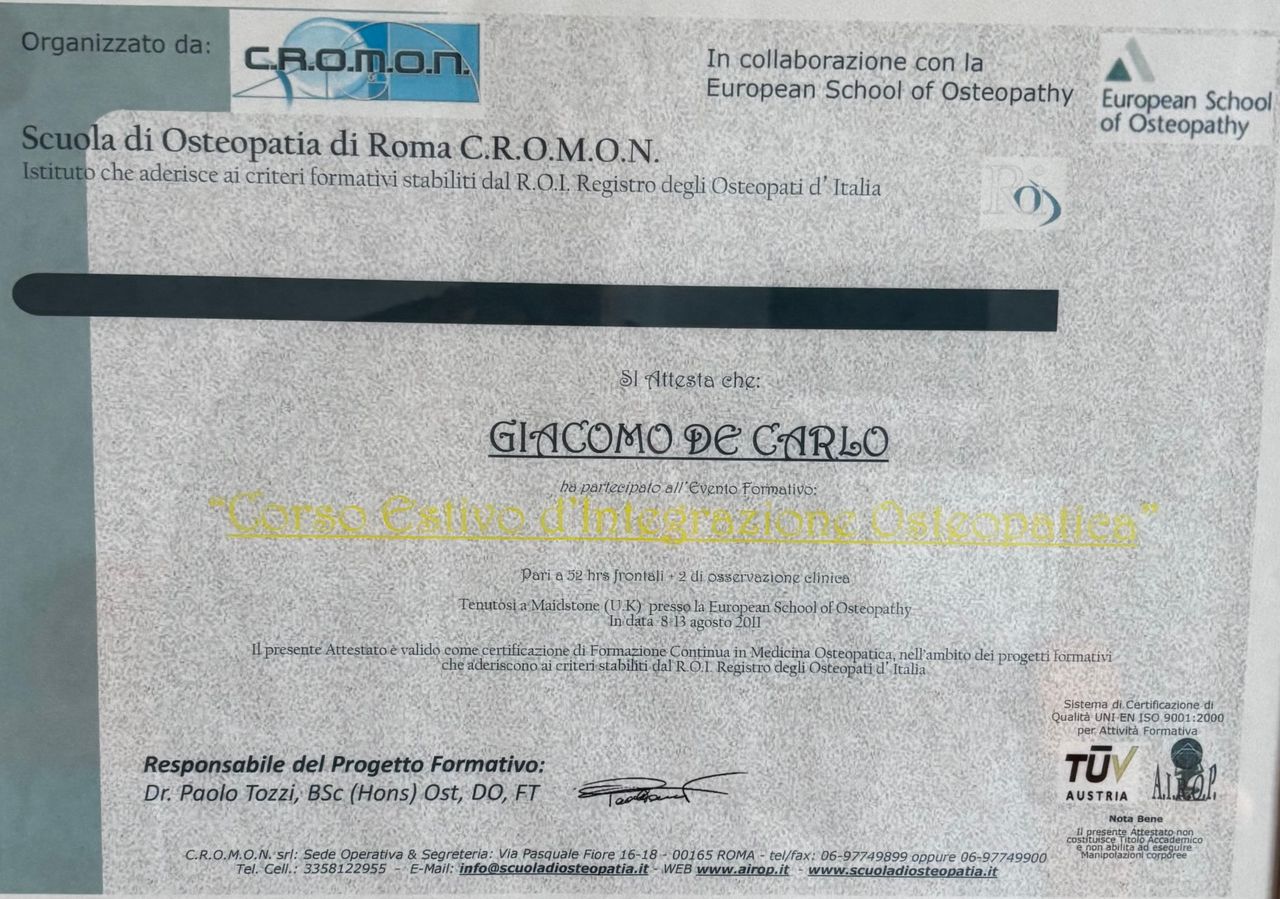 Organizzato da:
C.R.O.M.O.N.
In collaborazione con la
European School of Osteopathy
European School
of Osteopathy
Scuola di Osteopatia di Roma C.R.O.M.O.N.
Istituto che aderisce ai criteri formativi stabiliti dal R.O.I. Registro degli Osteopati d' Italia
SI Attesta che:
GIACOMO DE CARLO
ha partecipato all'Evento Formativo:
"Corso Estivo d'Integrazione Osteopatica"
Pari a 52 hrs frontali + 2 di osservazione clinica
Tenutosi a Maidstone (U.K) presso la European School of Osteopathy
In data 8-13 agosto 2011
Il presente Attestato è valido come certificazione di Formazione Continua in Medicina Osteopatica, nell'ambito dei progetti formativi
che aderiscono ai criteri stabiliti dal R.O.I. Registro degli Osteopati d' Italia
Sistema di Certificazione di
Qualità UNI EN ISO 9001:2000
per Attività Formativa
TÜV
AUSTRIA
A.I.R.O.P.
Responsabile del Progetto Formativo:
Dr. Paolo Tozzi, BSc (Hons) Ost, DO, FT
Nota Bene
Il presente Attestato non
costituisce Titolo Accademico
e non abilita ad eseguire
Manipolazioni corporee
C.R.O.M.O.N. srl: Sede Operativa & Segreteria: Via Pasquale Fiore 16-18 - 00165 ROMA - tel/fax: 06-97749899 oppure 06-97749900
Tel. Cell.: 3358122955 - E-Mail: info@scuoladiosteopatia.it - WEB www.airop.it - www.scuoladiosteopatia.it